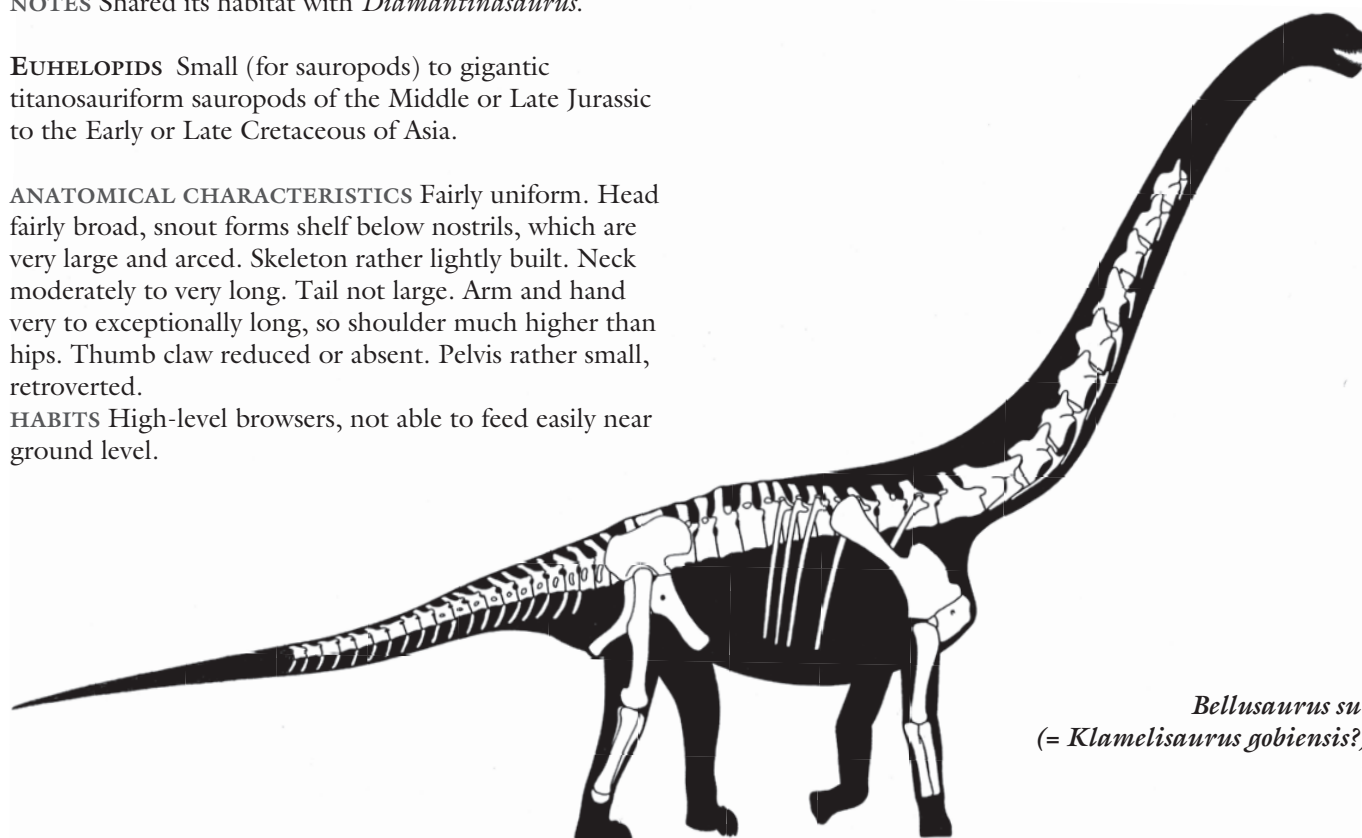 NOTES Shared its habitat with Diamantinasaurus.
EUHELOPIDS Small (for sauropods) to gigantic
titanosauriform sauropods of the Middle or Late Jurassic
to the Early or Late Cretaceous of Asia.
ANATOMICAL CHARACTERISTICS Fairly uniform. Head
fairly broad, snout forms shelf below nostrils, which are
very large and arced. Skeleton rather lightly built. Neck
moderately to very long. Tail not large. Arm and hand
very to exceptionally long, so shoulder much higher than
hips. Thumb claw reduced or absent. Pelvis rather small,
retroverted.
HABITS High-level browsers, not able to feed easily near
ground level.
Bellusaurus su
(= Klamelisaurus gobiensis?)